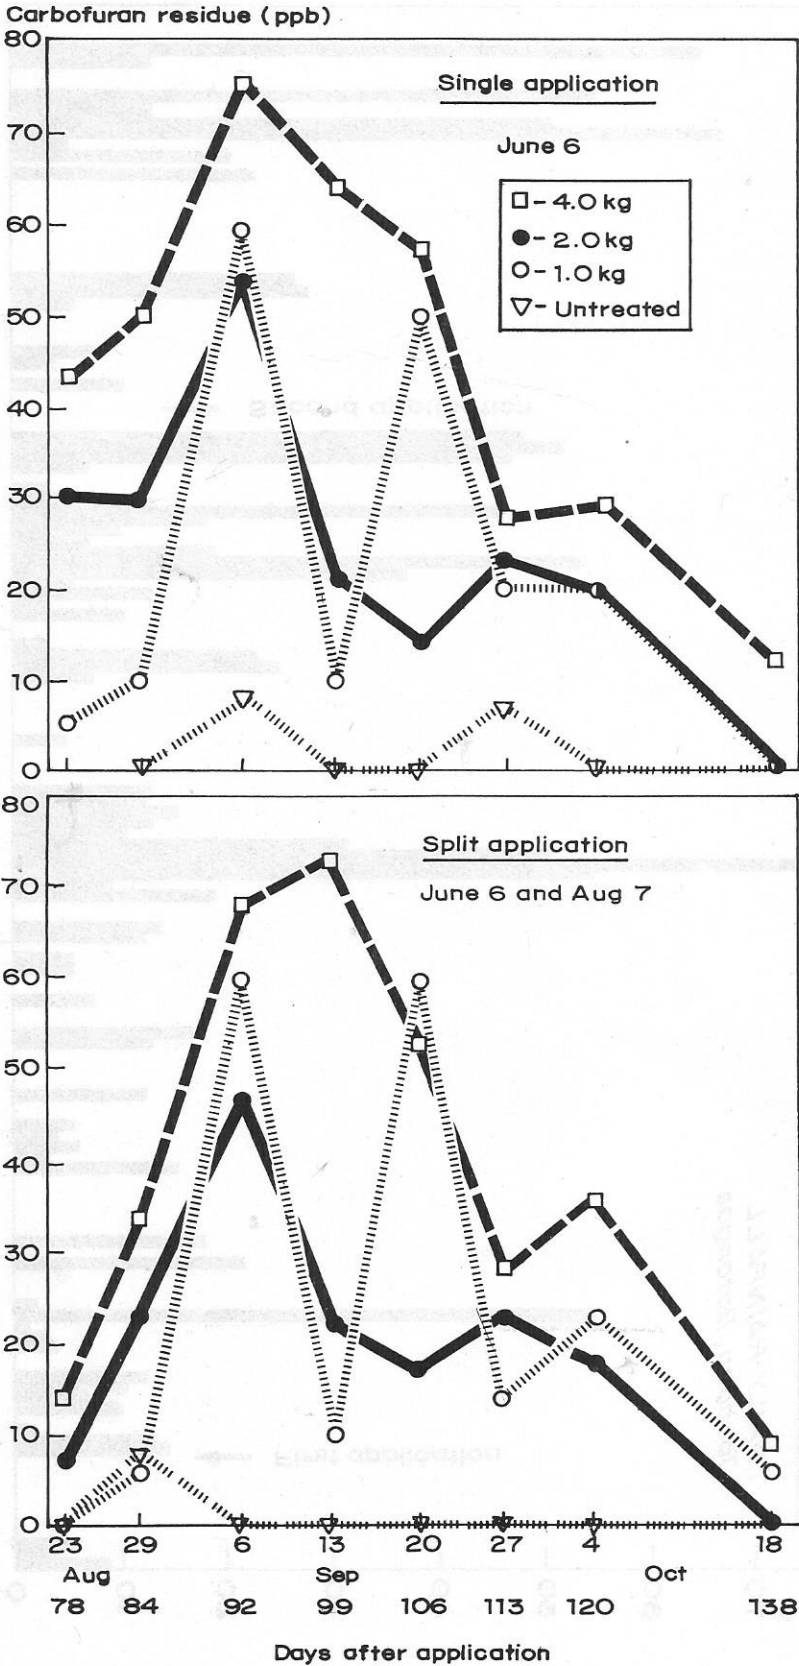 Carbofuran residue (ppb)
80
70
60
50
40
30
20
10
0
Single application
June 6
4.0 kg
2.0 kg
1.0 kg
Untreated
80
70
60
50
40
30
20
10
0
Split application
June 6 and Aug 7
23 29 6 13 20 27 4 18
Aug Sep Oct
78 84 92 99 106 113 120 138
Days after application